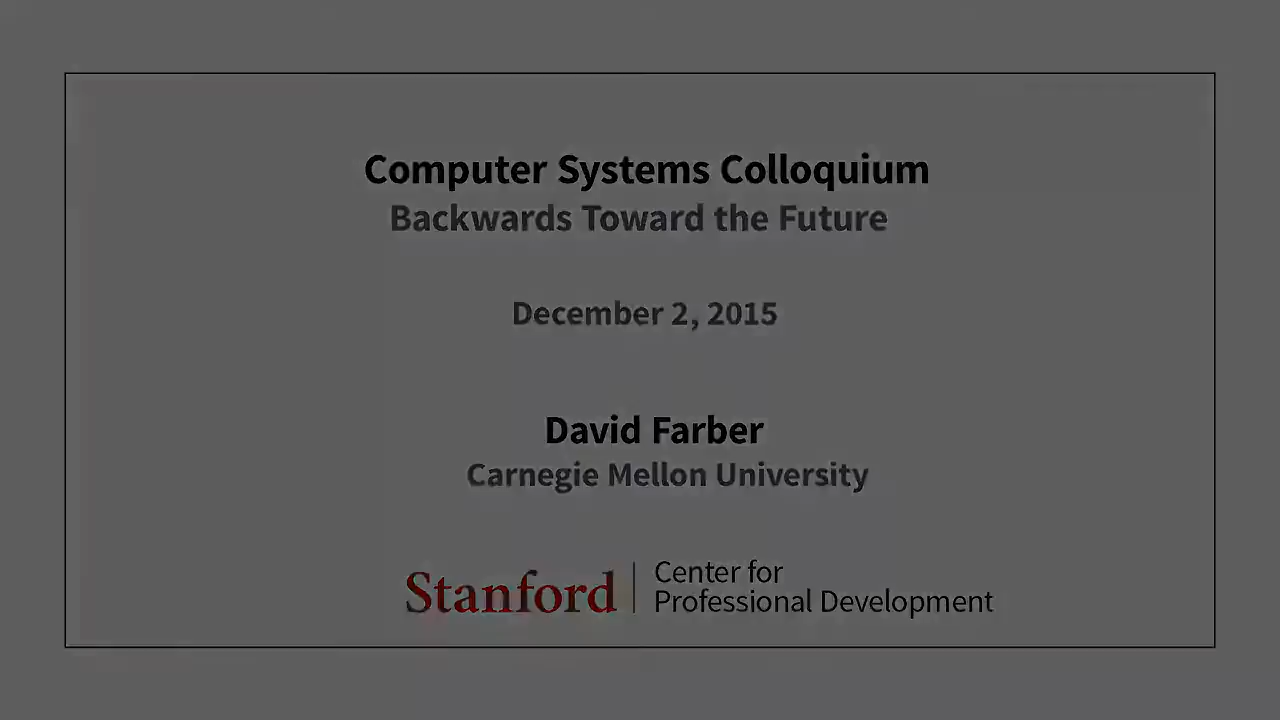 Computer Systems Colloquium
Backwards Toward the Future
December 2, 2015
David Farber
Carnegie Mellon University
Stanford
Center for
Professional Development